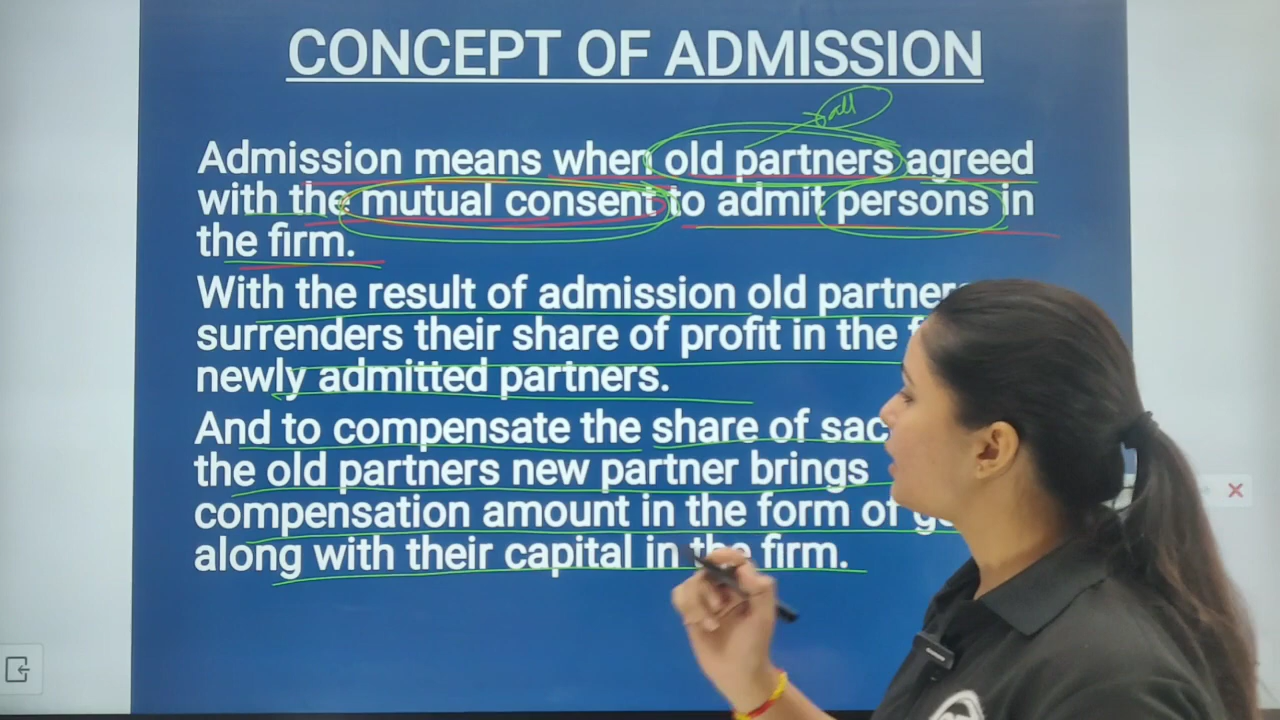 CONCEPT OF ADMISSION
all
Admission means when old partners agreed
with the mutual consent to admit persons in
the firm.
With the result of admission old
surrenders their share of profit in the
newly admitted partners.
And to compensate the share of
the old partners new partner brings
compensation amount in the form of
along with their capital in the firm.